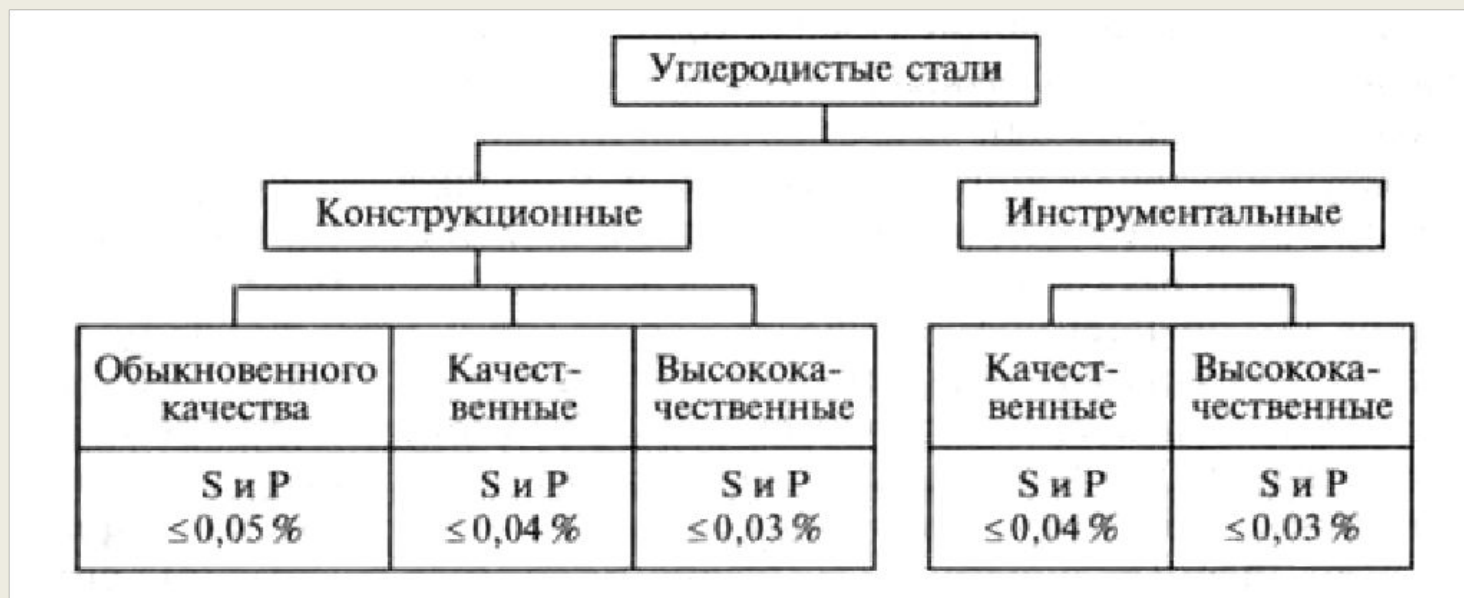 Углеродистые стали
Конструкционные
Инструментальные
Обыкновенного
качества
Качест-
венные
Высокока-
чественные
Качест-
венные
Высокока-
чественные
S и P
≤0,05 %
S и P
≤0,04 %
S и P
≤0,03 %
S и P
≤0,04 %
S и P
≤0,03 %